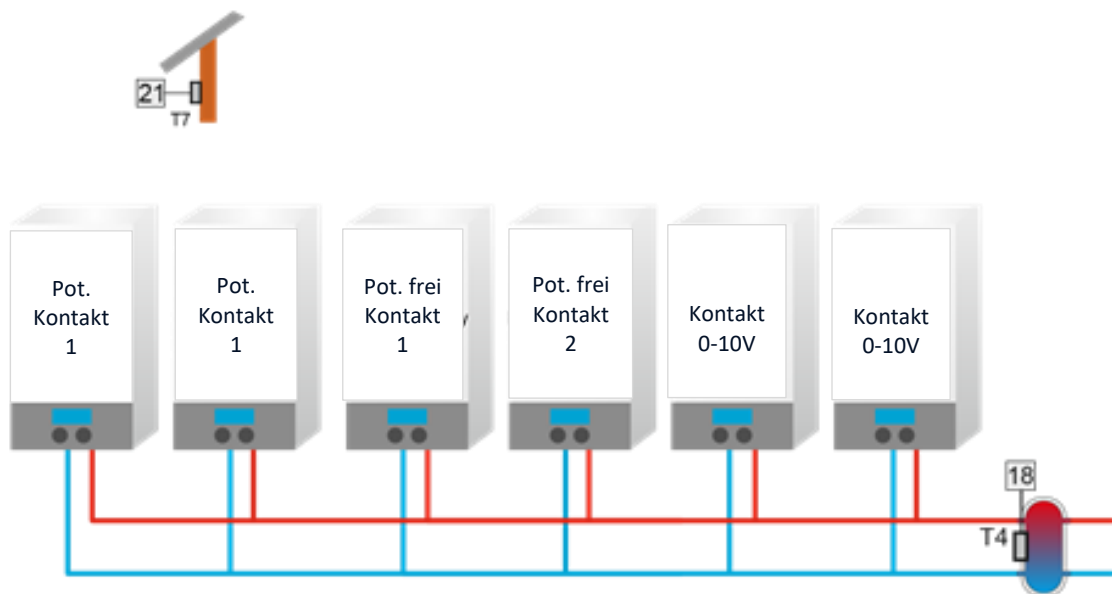 21
T7
Pot.
Kontakt
1
Pot.
Kontakt
1
Pot. frei
Kontakt
1
Pot. frei
Kontakt
2
Kontakt
0-10V
Kontakt
0-10V
18
T4